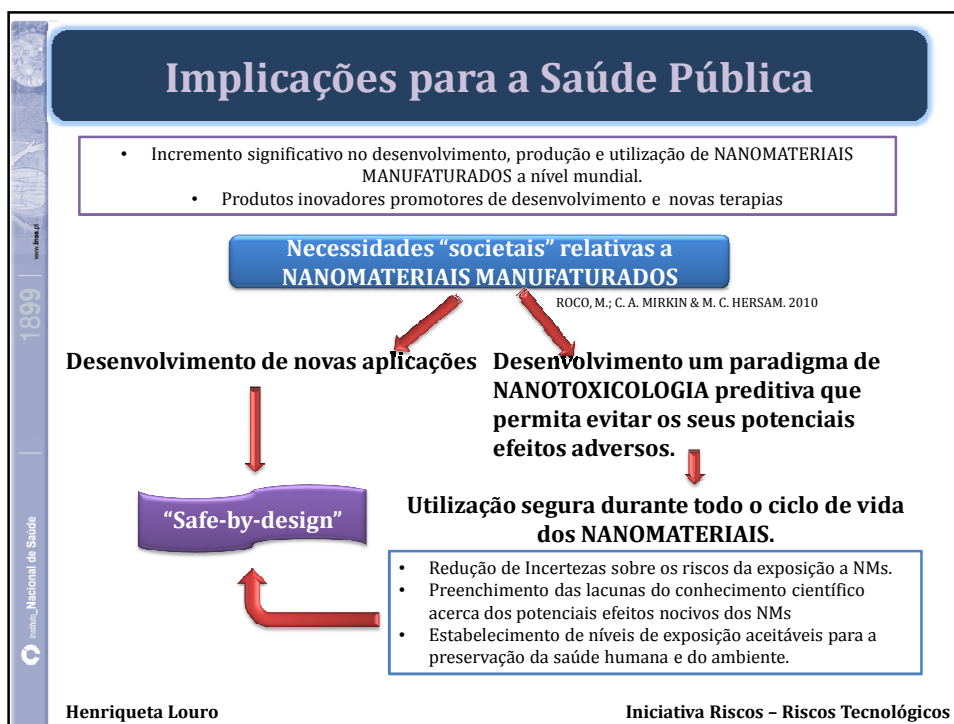 Implicações para a Saúde Pública
• Incremento significativo no desenvolvimento, produção e utilização de NANOMATERIAIS
MANUFATURADOS a nível mundial.
• Produtos inovadores promotores de desenvolvimento e novas terapias
Necessidades “societais” relativas a
NANOMATERIAIS MANUFATURADOS
ROCO, M.; C. A. MIRKIN & M. C. HERSAM. 2010
Desenvolvimento de novas aplicações
Desenvolvimento um paradigma de
NANOTOXICOLOGIA preditiva que
permita evitar os seus potenciais
efeitos adversos.
“Safe-by-design”
Utilização segura durante todo o ciclo de vida
dos NANOMATERIAIS.
• Redução de Incertezas sobre os riscos da exposição a NMs.
• Preenchimento das lacunas do conhecimento científico
acerca dos potenciais efeitos nocivos dos NMs
• Estabelecimento de níveis de exposição aceitáveis para a
preservação da saúde humana e do ambiente.
Henriqueta Louro
Iniciativa Riscos – Riscos Tecnológicos
Instituto_Nacional de Saúde
1899
www.insa.pt